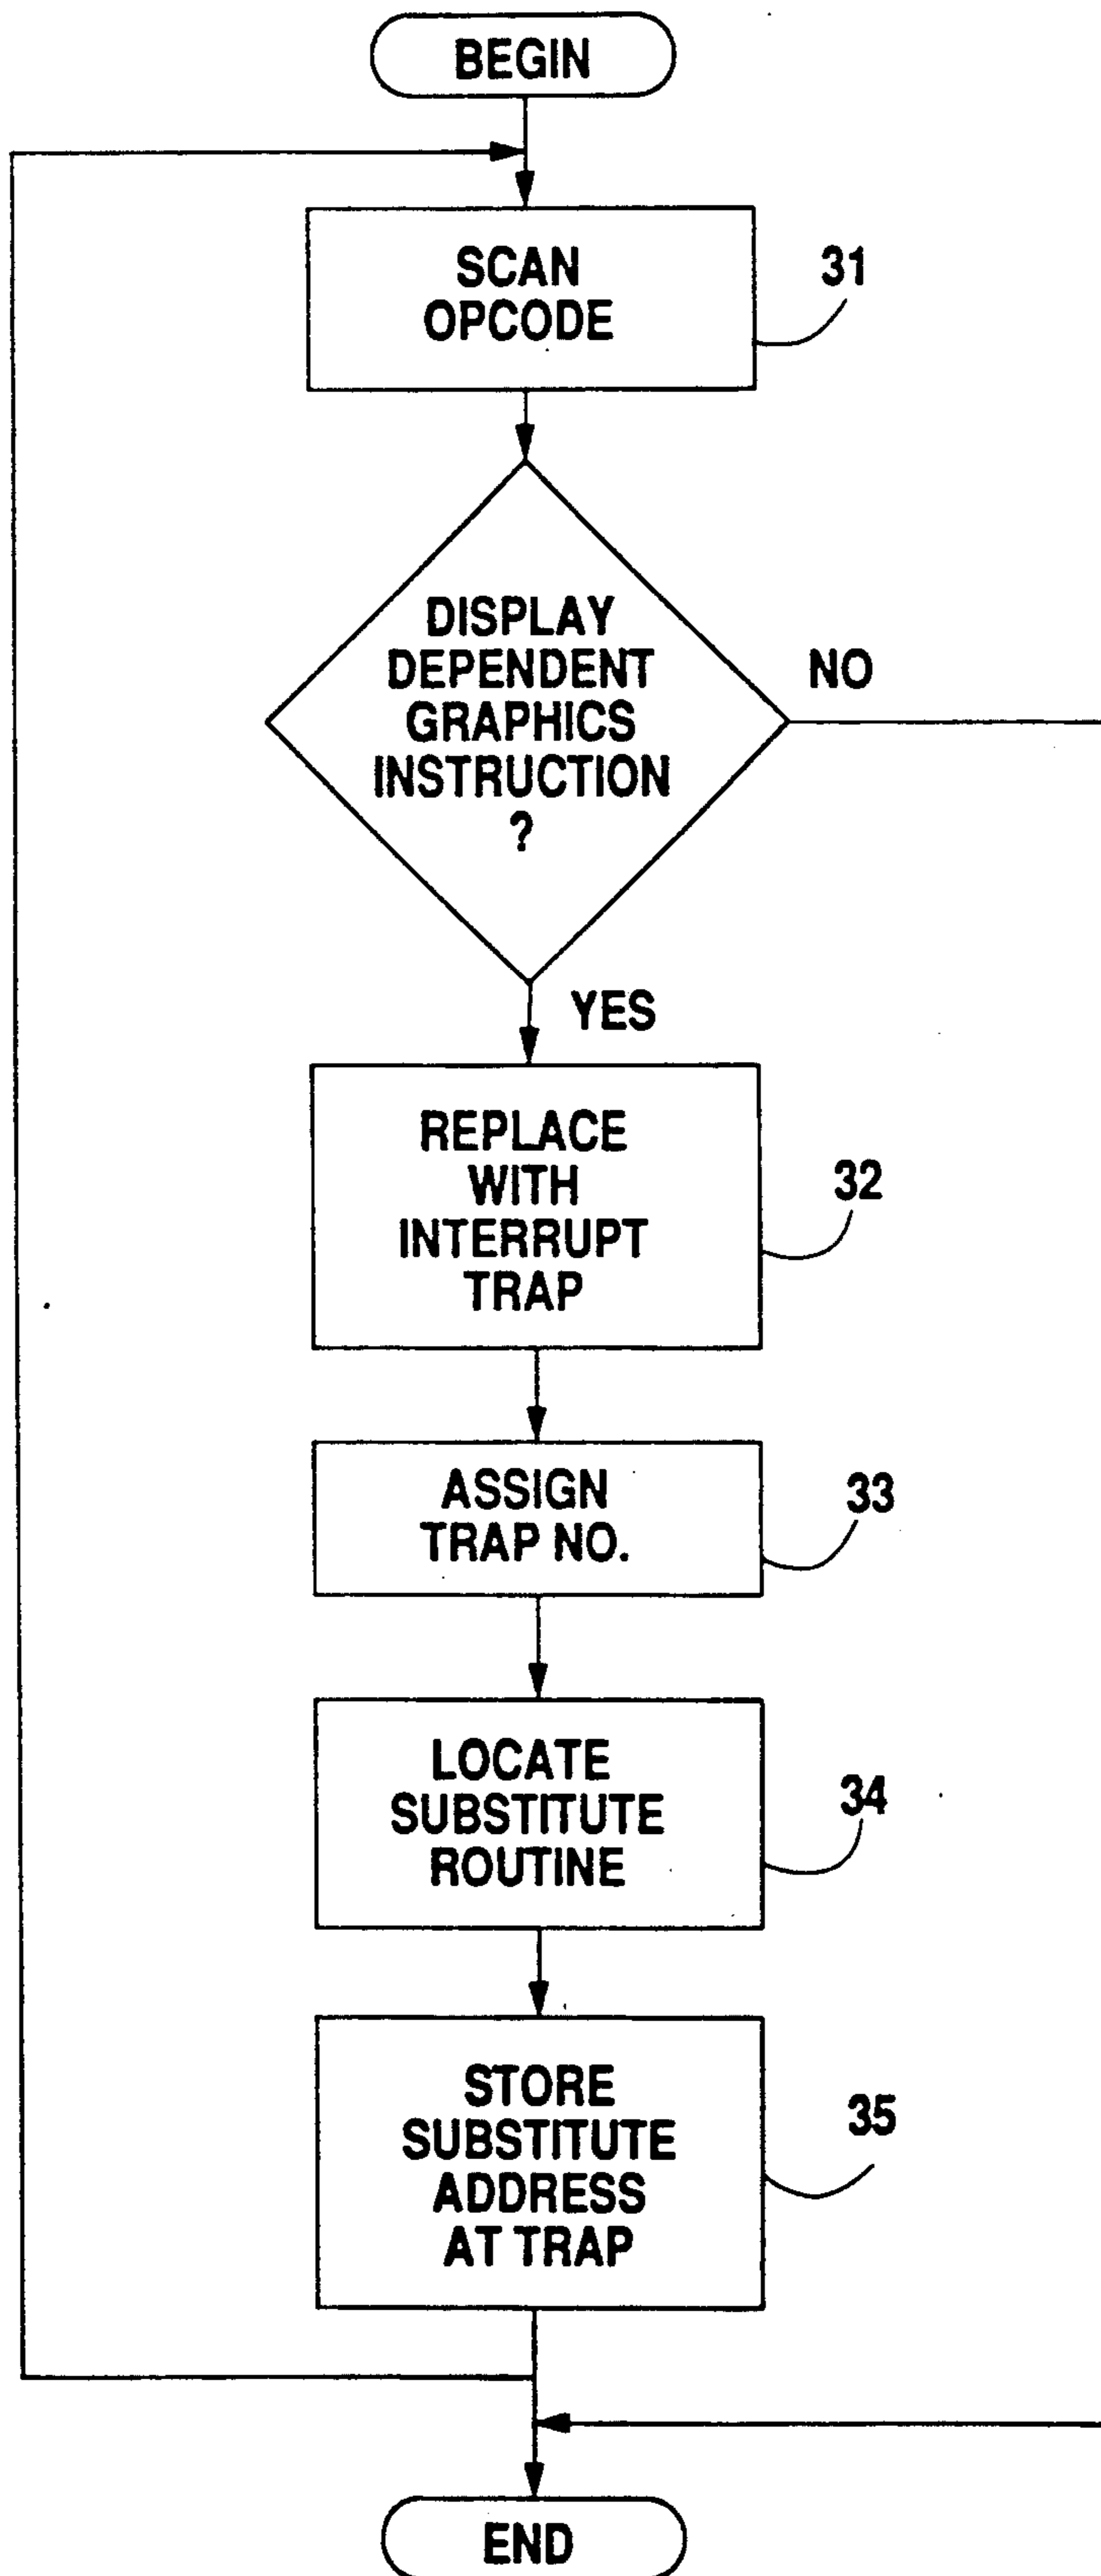 BEGIN
SCAN
OPCODE
31
DISPLAY
DEPENDENT
GRAPHICS
INSTRUCTION
?
NO
YES
REPLACE
WITH
INTERRUPT
TRAP
32
ASSIGN
TRAP NO.
33
LOCATE
SUBSTITUTE
ROUTINE
34
STORE
SUBSTITUTE
ADDRESS
AT TRAP
35
END